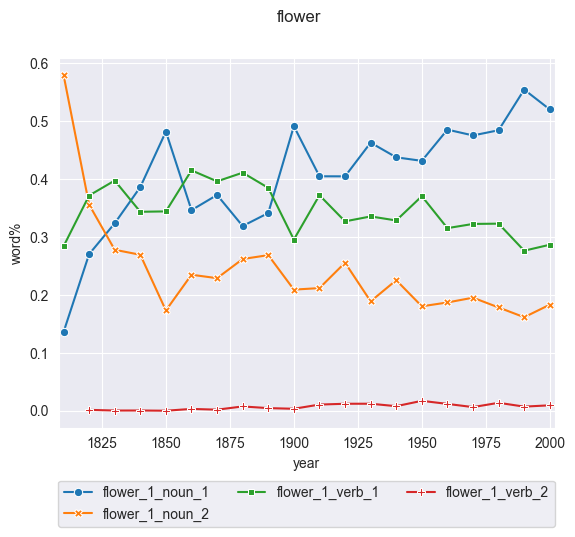 flower
0.6
0.5
0.4
0.3
0.2
0.1
0.0
word%
1825 1850 1875 1900 1925 1950 1975 2000
year
flower_1_noun_1 flower_1_verb_1 flower_1_verb_2
flower_1_noun_2